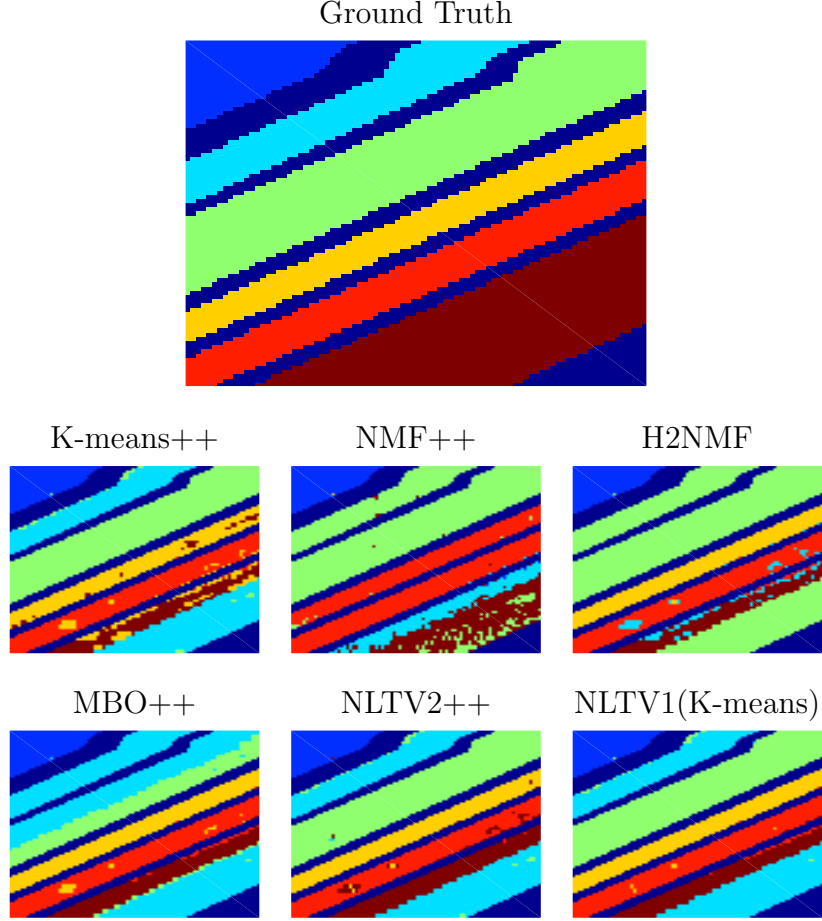 Ground Truth
K-means++
NMF++
H2NMF
MBO++
NLTV2++
NLTV1(K-means)